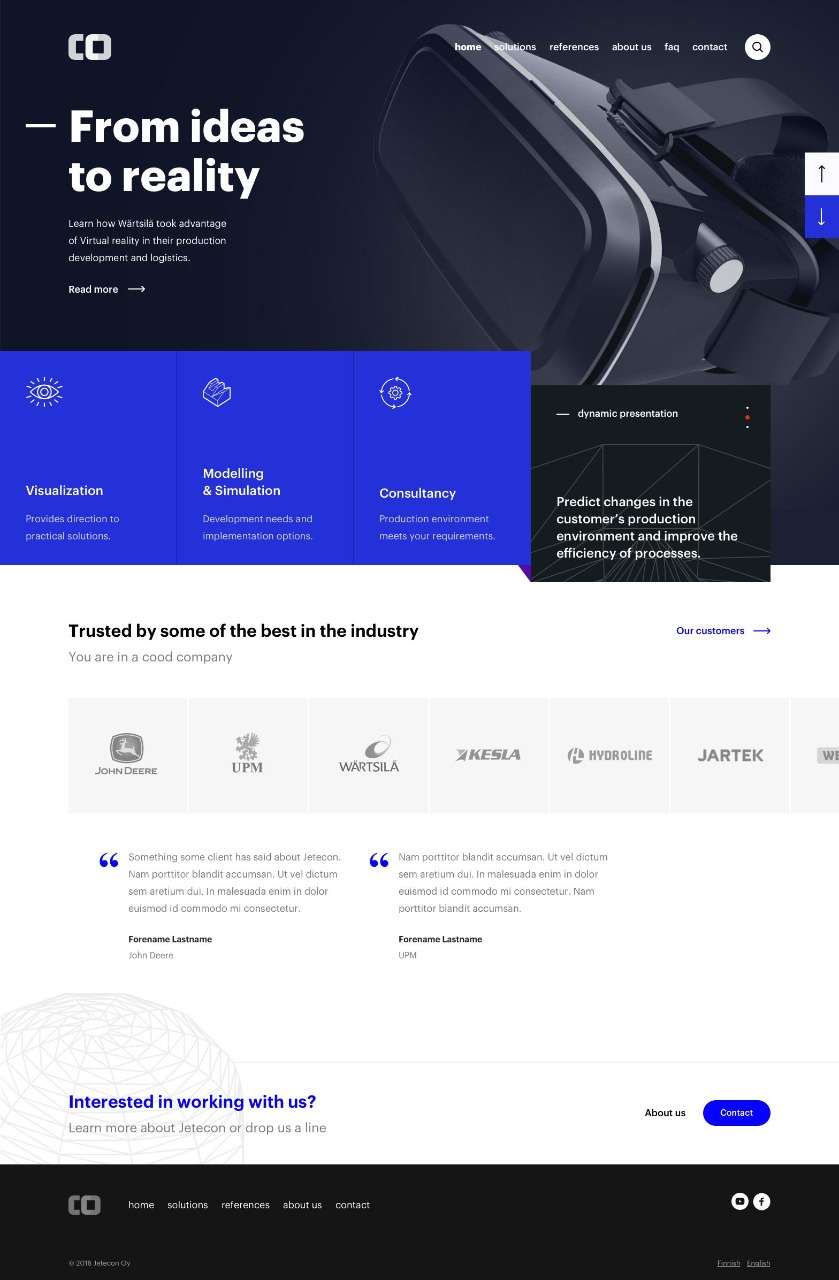 CO
home solutions references about us faq contact
From ideas
to reality
Learn how Wärtsilä took advantage
of Virtual reality in their production
development and logistics.
Read more
Visualization
Provides direction to
practical solutions.
Modelling
& Simulation
Development needs and
implementation options.
Consultancy
Production environment
meets your requirements.
dynamic presentation
Predict changes in the
customer's production
environment and improve the
efficiency of processes.
Trusted by some of the best in the industry
Our customers
You are in a cood company
JOHN DEERE
UPM
WÄRTSILÄ
KESLA
HYDROLINE
JARTEK
WE
Something some client has said about Jetecon.
Nam porttitor blandit accumsan. Ut vel dictum
sem aretium dui. In malesuada enim in dolor
euismod id commodo mi consectetur.
Forename Lastname
John Deere
Nam porttitor blandit accumsan. Ut vel dictum
sem aretium dui. In malesuada enim in dolor
euismod id commodo mi consectetur. Nam
porttitor blandit accumsan.
Forename Lastname
UPM
Interested in working with us?
Learn more about Jetecon or drop us a line
About us
Contact
CO
home solutions references about us contact
© 2018 Jetecon Oy
Finnish English